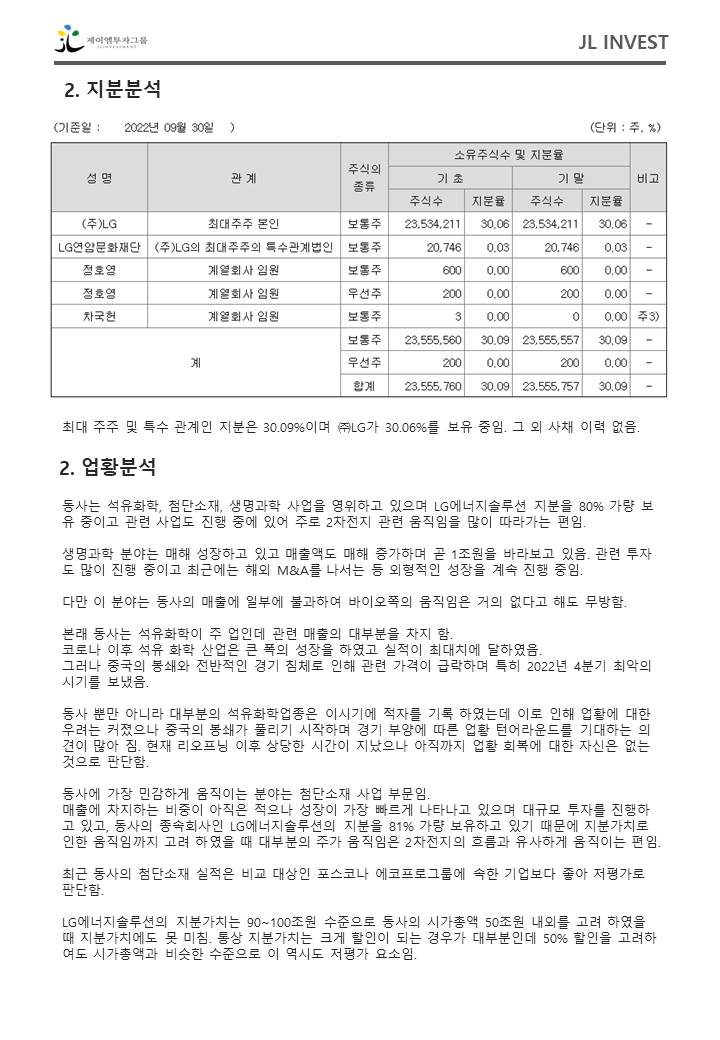 제이엘투자그룹
JLINVESTMENT
JL INVEST
2. 지분분석
(기준일 : 2022년 09월 30일 )
(단위 : 주, %)
성 명 관 계 주식의 종류 소유주식수 및 지분율 비고
기 초 기 말
주식수 지분율 주식수 지분율
(주)LG 최대주주 본인 보통주 23,534,211 30.06 23,534,211 30.06 -
LG연암문화재단 (주)LG의 최대주주의 특수관계법인 보통주 20,746 0.03 20,746 0.03 -
정호영 계열회사 임원 보통주 600 0.00 600 0.00 -
정호영 계열회사 임원 우선주 200 0.00 200 0.00 -
차국헌 계열회사 임원 보통주 3 0.00 0 0.00 주3)
계 보통주 23,555,560 30.09 23,555,557 30.09 -
우선주 200 0.00 200 0.00 -
합계 23,555,760 30.09 23,555,757 30.09 -
최대 주주 및 특수 관계인 지분은 30.09%이며 ㈜LG가 30.06%를 보유 중임. 그 외 사채 이력 없음.
2. 업황분석
동사는 석유화학, 첨단소재, 생명과학 사업을 영위하고 있으며 LG에너지솔루션 지분을 80% 가량 보
유 중이고 관련 사업도 진행 중에 있어 주로 2차전지 관련 움직임을 많이 따라가는 편임.
생명과학 분야는 매해 성장하고 있고 매출액도 매해 증가하며 곧 1조원을 바라보고 있음. 관련 투자
도 많이 진행 중이고 최근에는 해외 M&A를 나서는 등 외형적인 성장을 계속 진행 중임.
다만 이 분야는 동사의 매출에 일부에 불과하여 바이오쪽의 움직임은 거의 없다고 해도 무방함.
본래 동사는 석유화학이 주 업인데 관련 매출의 대부분을 차지 함.
코로나 이후 석유 화학 산업은 큰 폭의 성장을 하였고 실적이 최대치에 달하였음.
그러나 중국의 봉쇄와 전반적인 경기 침체로 인해 관련 가격이 급락하며 특히 2022년 4분기 최악의
시기를 보냈음.
동사 뿐만 아니라 대부분의 석유화학업종은 이시기에 적자를 기록 하였는데 이로 인해 업황에 대한
우려는 커졌으나 중국의 봉쇄가 풀리기 시작하며 경기 부양에 따른 업황 턴어라운드를 기대하는 의
견이 많아 짐. 현재 리오프닝 이후 상당한 시간이 지났으나 아직까지 업황 회복에 대한 자신은 없는
것으로 판단함.
동사에 가장 민감하게 움직이는 분야는 첨단소재 사업 부문임.
매출에 차지하는 비중이 아직은 적으나 성장이 가장 빠르게 나타나고 있으며 대규모 투자를 진행하
고 있고, 동사의 종속회사인 LG에너지솔루션의 지분을 81% 가량 보유하고 있기 때문에 지분가치로
인한 움직임까지 고려 하였을 때 대부분의 주가 움직임은 2차전지의 흐름과 유사하게 움직이는 편임.
최근 동사의 첨단소재 실적은 비교 대상인 포스코나 에코프로그룹에 속한 기업보다 좋아 저평가로
판단함.
LG에너지솔루션의 지분가치는 90~100조원 수준으로 동사의 시가총액 50조원 내외를 고려 하였을
때 지분가치에도 못 미침. 통상 지분가치는 크게 할인이 되는 경우가 대부분인데 50% 할인을 고려하
여도 시가총액과 비슷한 수준으로 이 역시도 저평가 요소임.